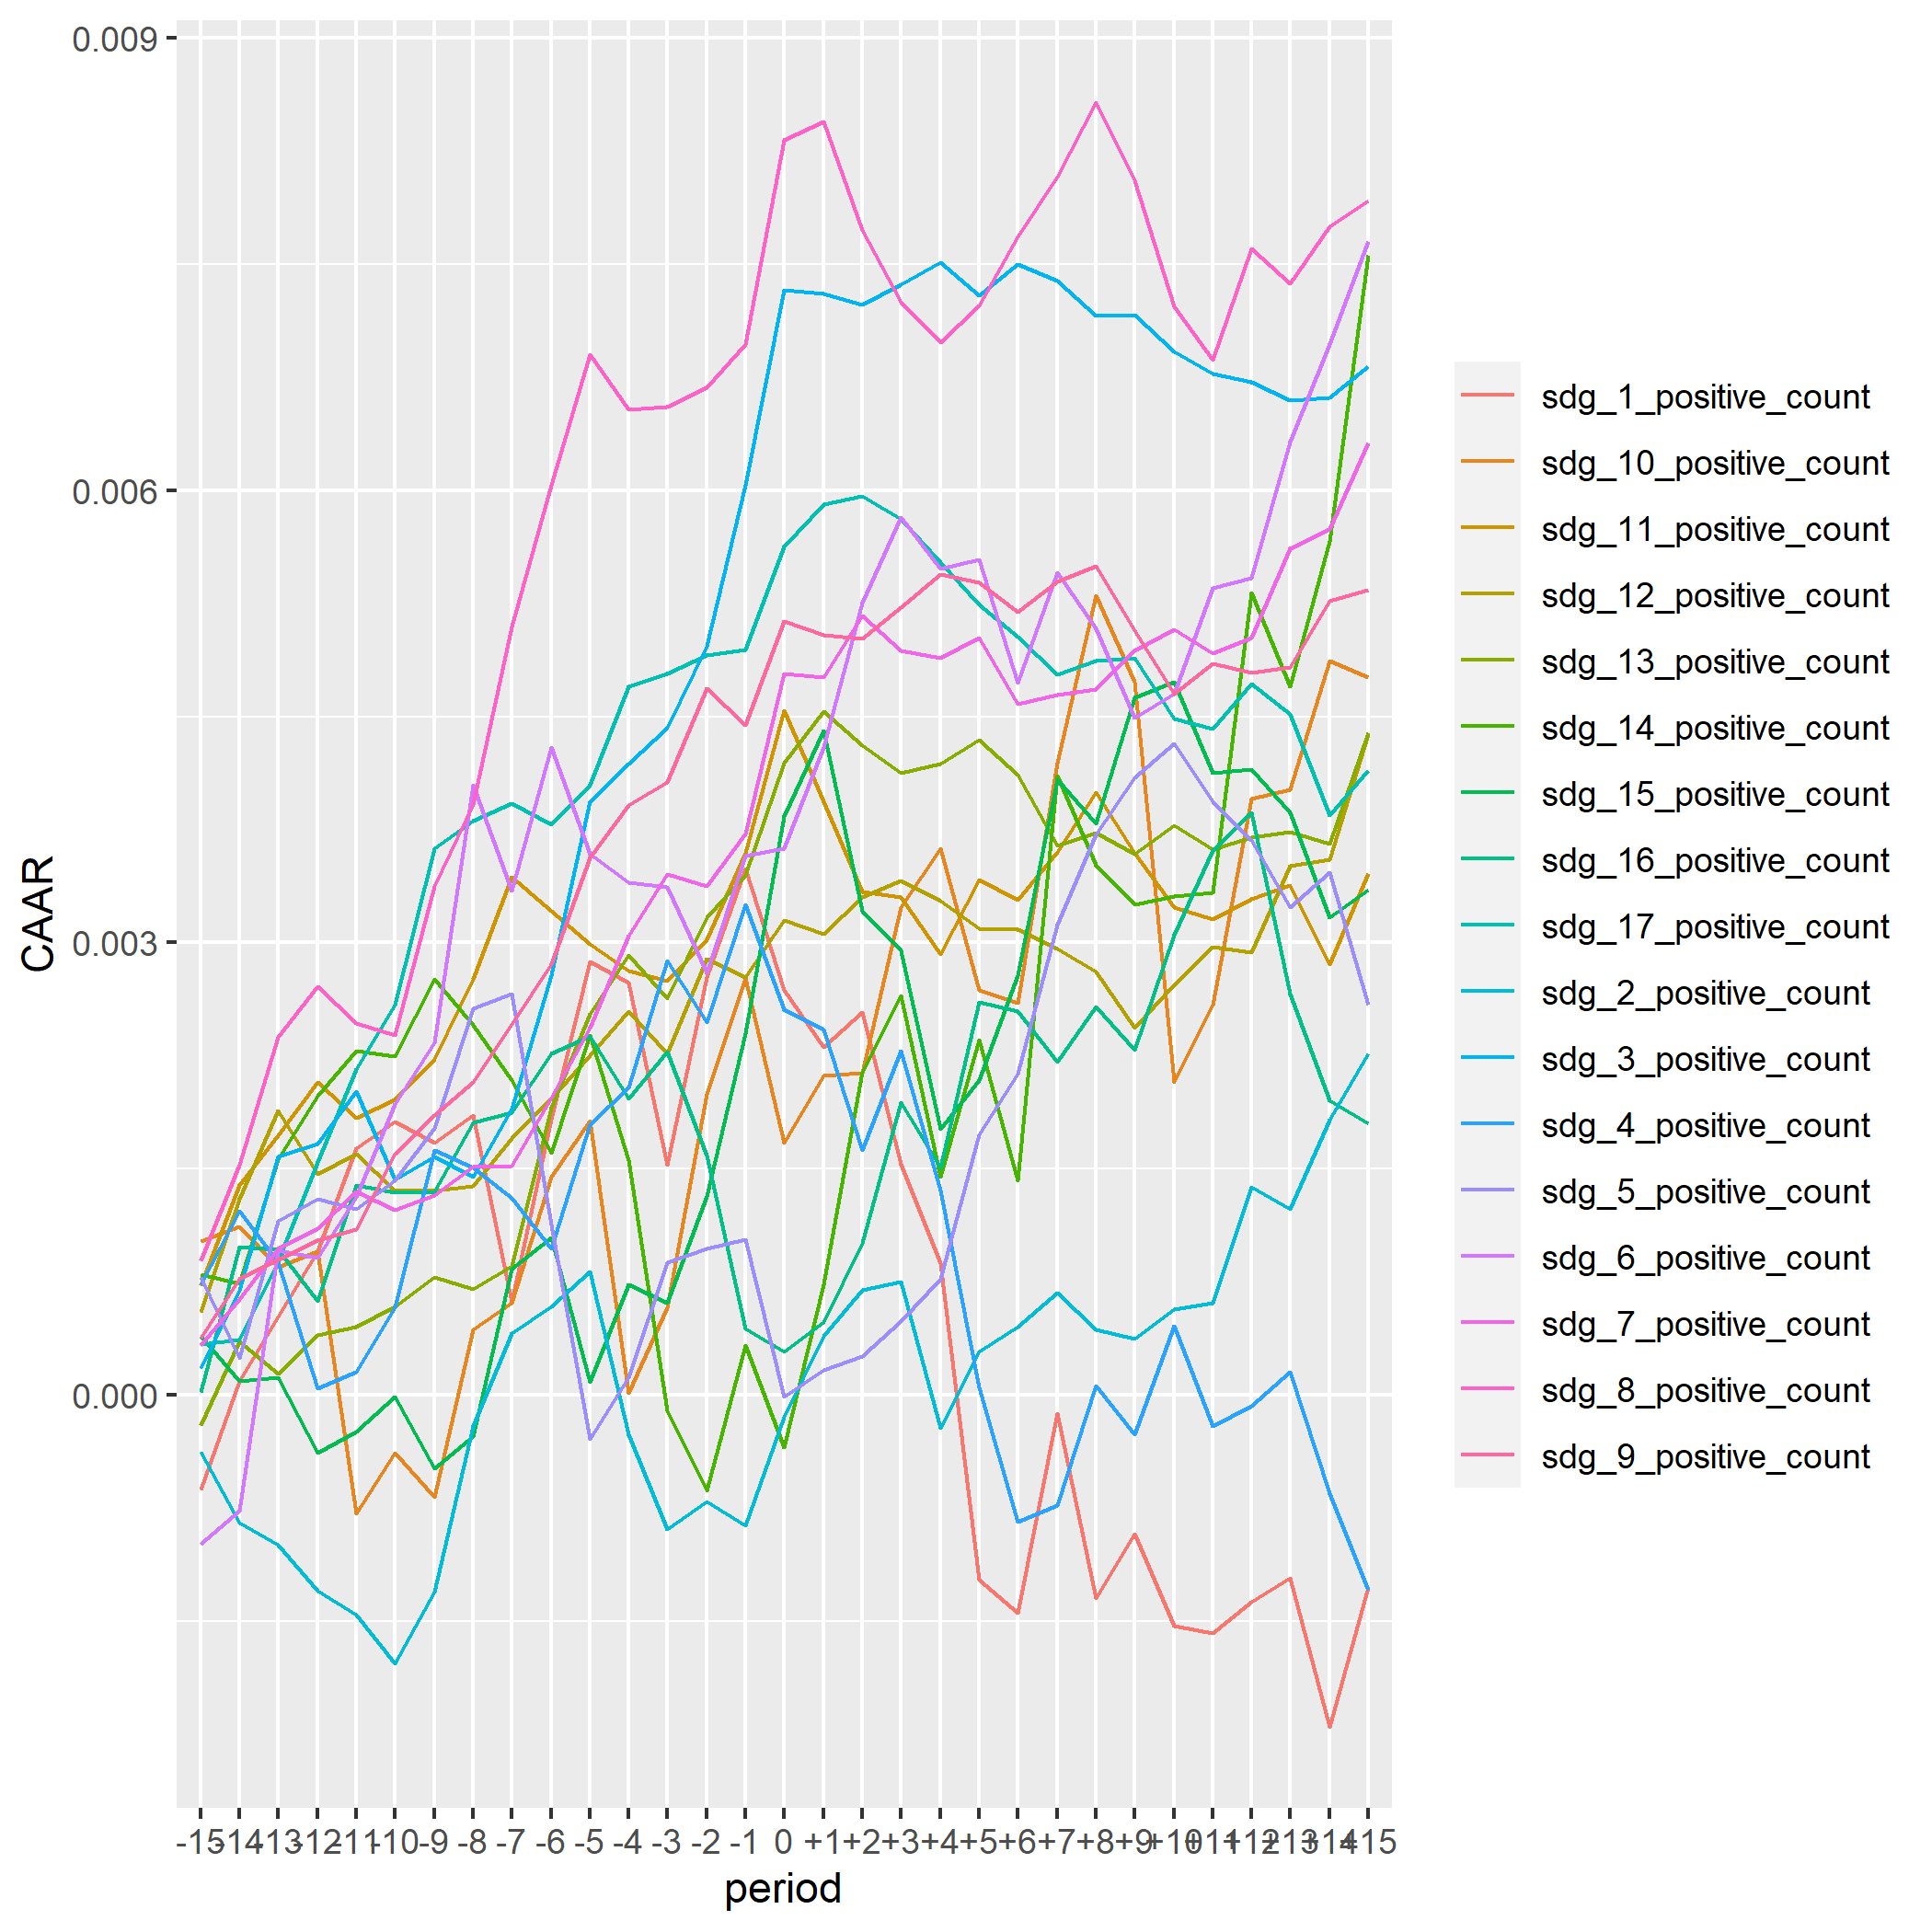 0.009
0.006
0.003
0.000
CAAR
-15 -14 -13 -12 -11 -10 -9 -8 -7 -6 -5 -4 -3 -2 -1 0 +1 +2 +3 +4 +5 +6 +7 +8 +9 +10 +11 +12 +13 +14 +15
period
sdg_1_positive_count
sdg_10_positive_count
sdg_11_positive_count
sdg_12_positive_count
sdg_13_positive_count
sdg_14_positive_count
sdg_15_positive_count
sdg_16_positive_count
sdg_17_positive_count
sdg_2_positive_count
sdg_3_positive_count
sdg_4_positive_count
sdg_5_positive_count
sdg_6_positive_count
sdg_7_positive_count
sdg_8_positive_count
sdg_9_positive_count